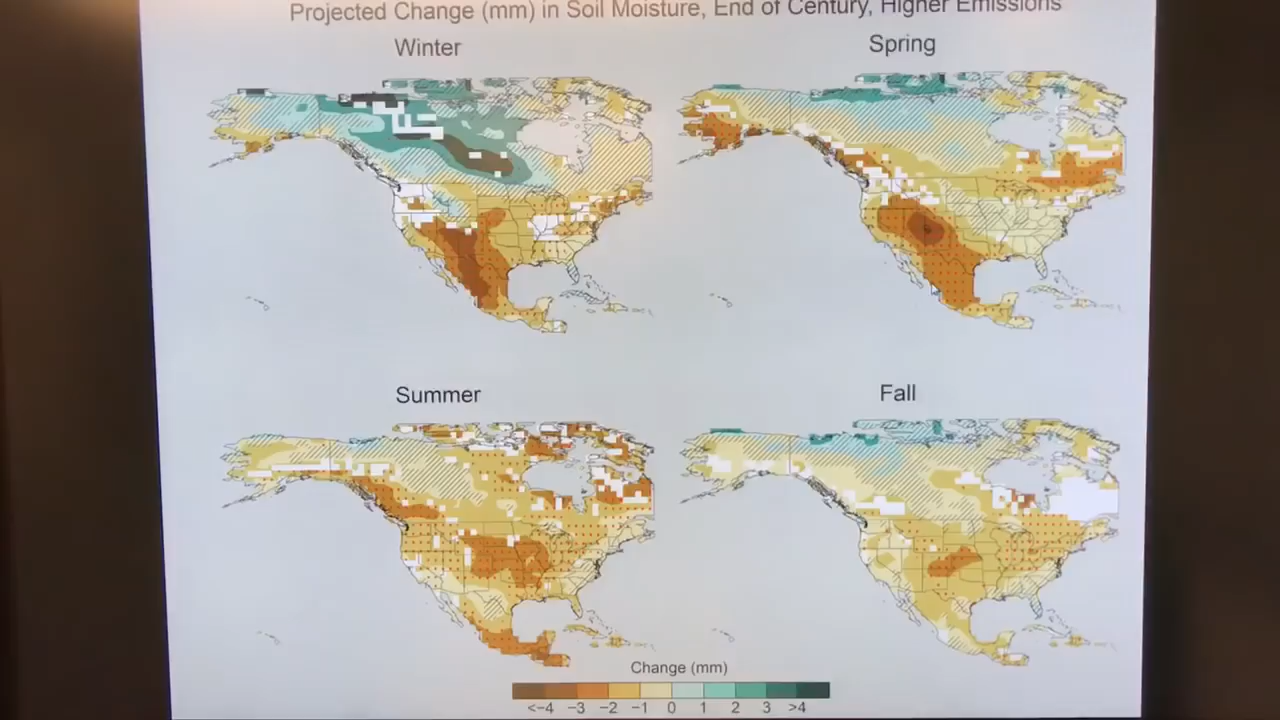 Projected Change (mm) in Soil Moisture, End of Century, Higher Emissions
Winter
Spring
Summer
Fall
Change (mm)
<−4 −3 −2 −1 0 1 2 3 >4